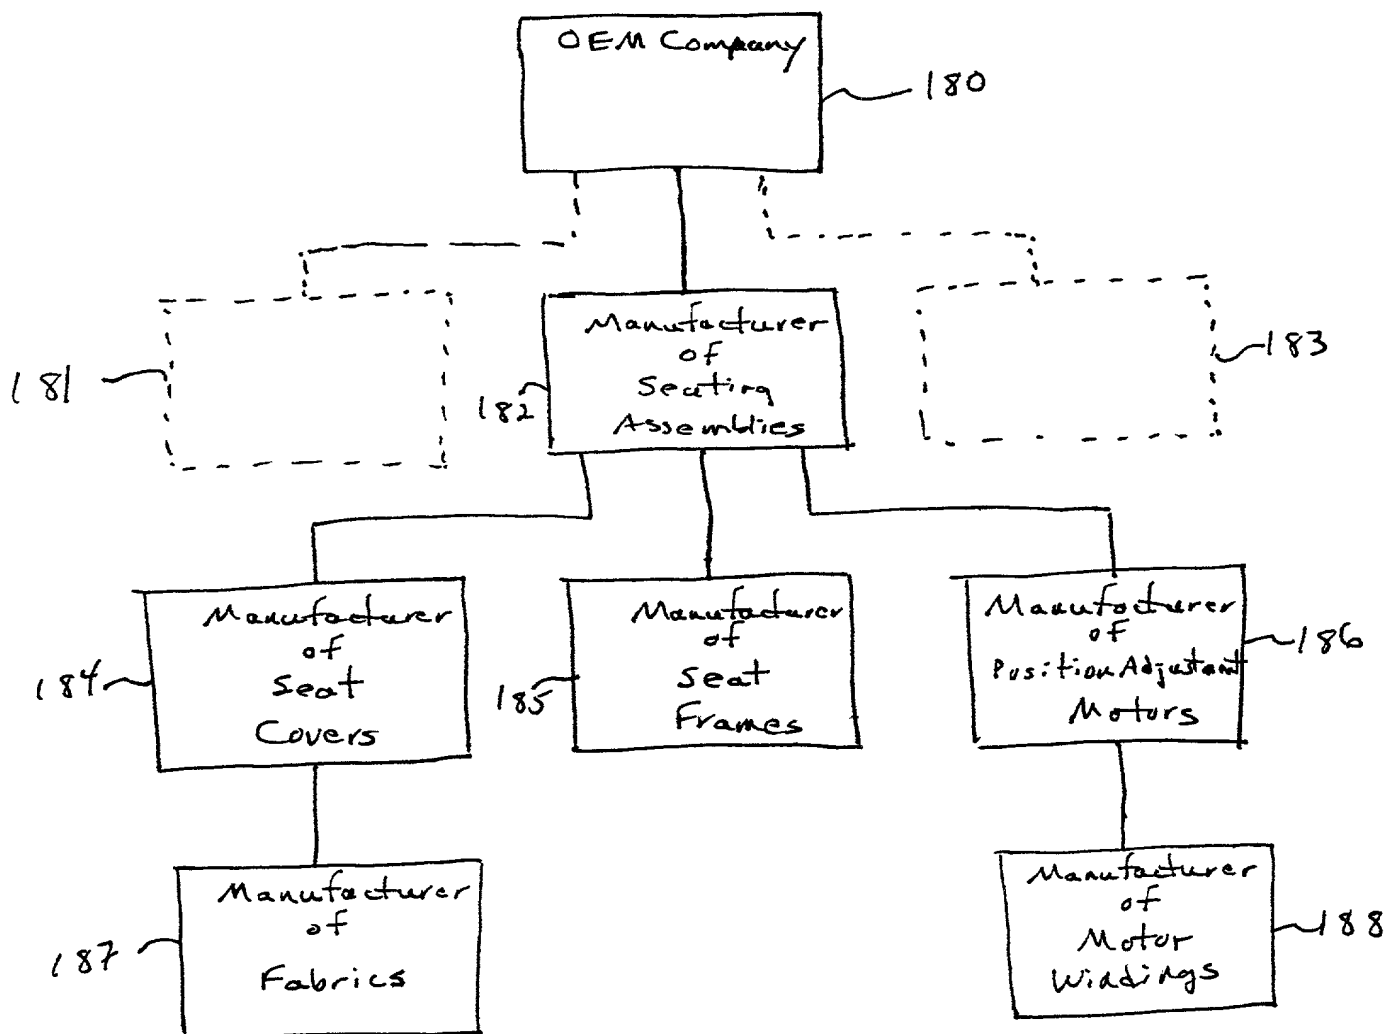 OEM Company
180
181
Manufacturer
of
Seating
Assemblies
182
183
Manufacturer
of
Seat
Covers
184
Manufacturer
of
Seat
Frames
185
Manufacturer
of
Position Adjustant
Motors
186
Manufacturer
of
Fabrics
187
Manufacturer
of
Motor
Windings
188